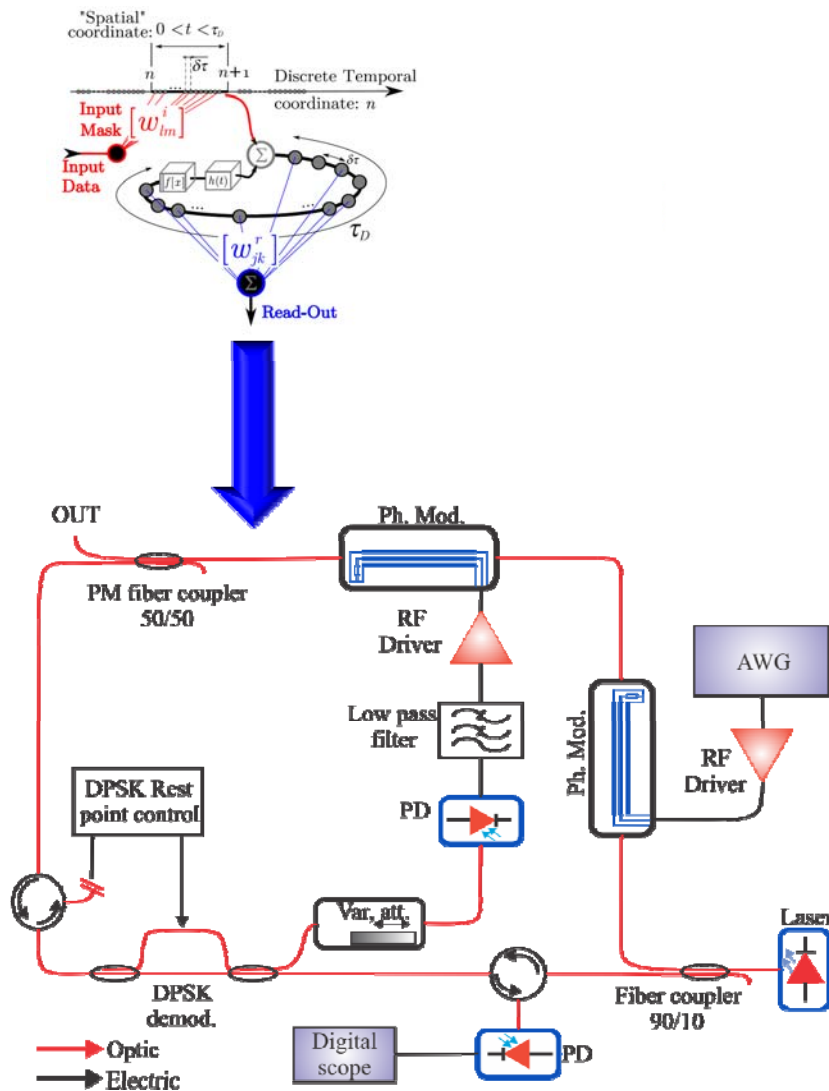 "Spatial"
coordinate: 0 < t < τ_D
n δτ n+1 Discrete Temporal
coordinate: n
Input
Mask [w^i_lm]
Input
Data
Σ
δτ
f[x] h(t)
...
...
...
τ_D
[w^r_jk]
Σ
Read-Out
OUT
Ph. Mod.
PM fiber coupler
50/50
RF
Driver
AWG
Low pass
filter
Ph. Mod.
RF
Driver
DPSK Rest
point control
PD
Var. att.
Laser
DPSK
demod.
Fiber coupler
90/10
Optic
Electric
Digital
scope
PD